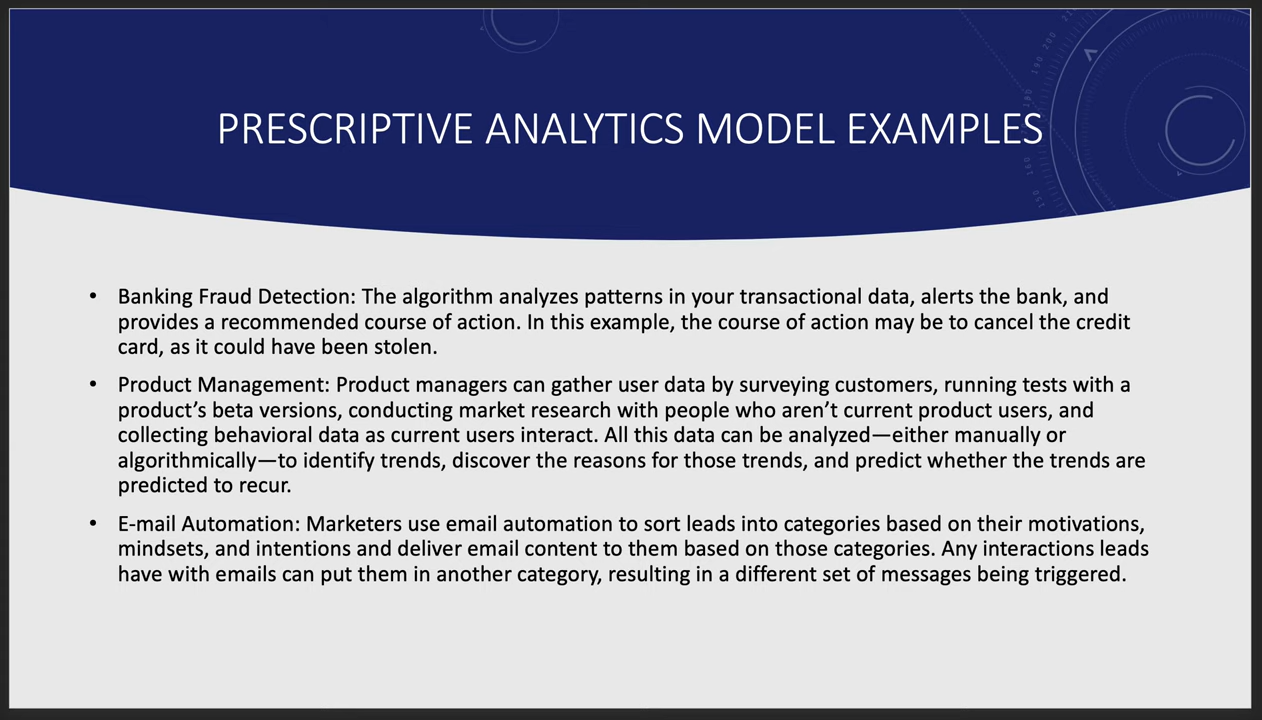 PRESCRIPTIVE ANALYTICS MODEL EXAMPLES
• Banking Fraud Detection: The algorithm analyzes patterns in your transactional data, alerts the bank, and
provides a recommended course of action. In this example, the course of action may be to cancel the credit
card, as it could have been stolen.
• Product Management: Product managers can gather user data by surveying customers, running tests with a
product’s beta versions, conducting market research with people who aren’t current product users, and
collecting behavioral data as current users interact. All this data can be analyzed—either manually or
algorithmically—to identify trends, discover the reasons for those trends, and predict whether the trends are
predicted to recur.
• E-mail Automation: Marketers use email automation to sort leads into categories based on their motivations,
mindsets, and intentions and deliver email content to them based on those categories. Any interactions leads
have with emails can put them in another category, resulting in a different set of messages being triggered.